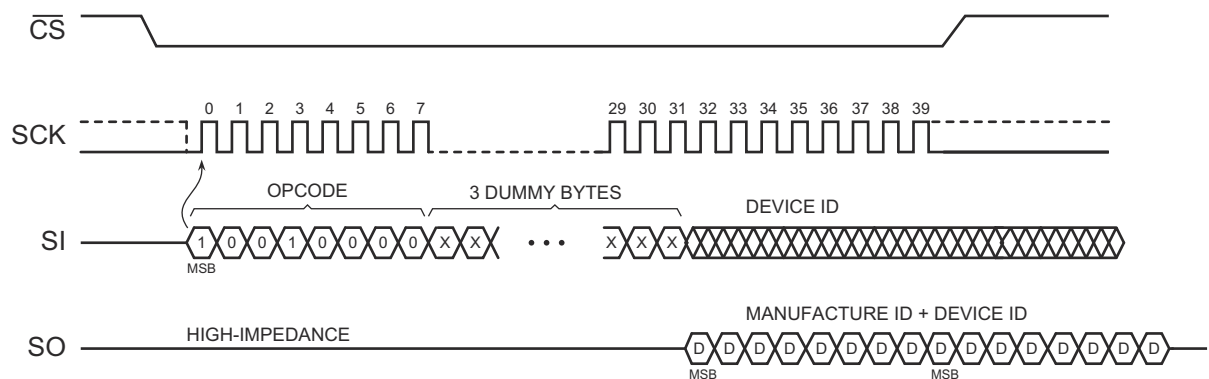 CS
0 1 2 3 4 5 6 7 29 30 31 32 33 34 35 36 37 38 39
SCK
OPCODE 3 DUMMY BYTES DEVICE ID
SI 1 0 0 1 0 0 0 0 X X • • • X X X
MSB
HIGH-IMPEDANCE MANUFACTURE ID + DEVICE ID
SO D D D D D D D D D D D D D D D D
MSB MSB